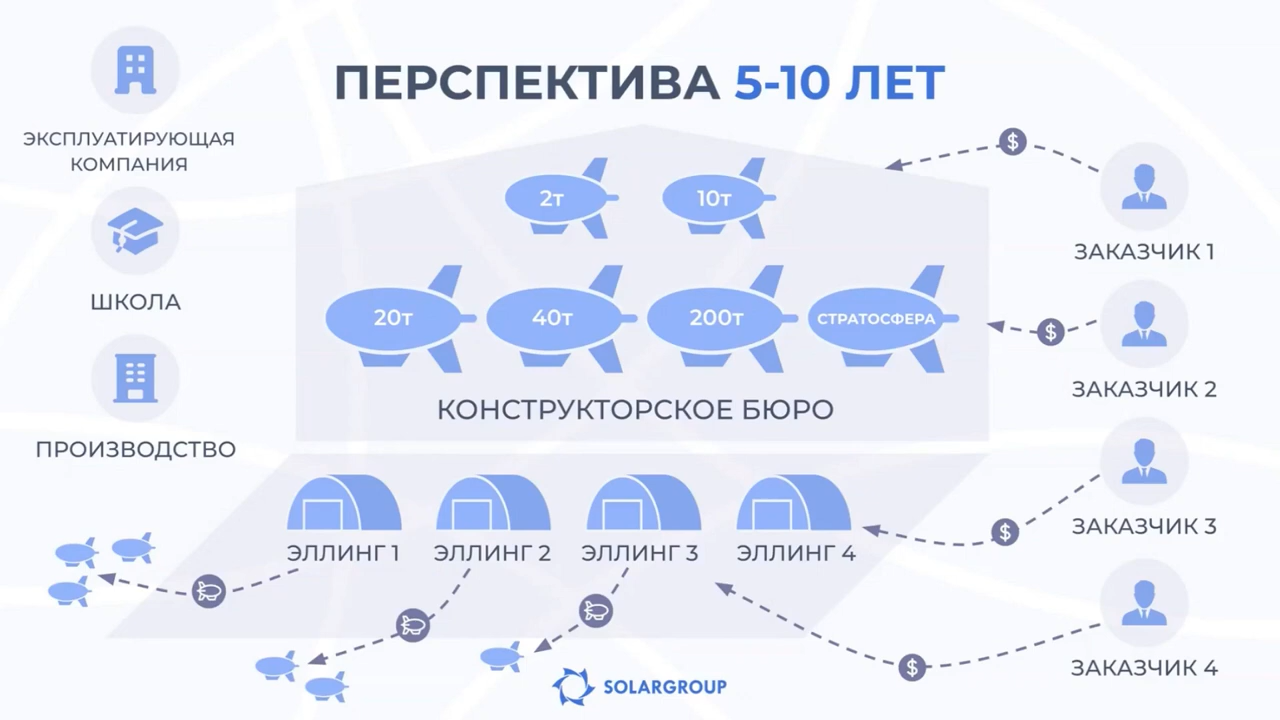 ПЕРСПЕКТИВА 5-10 ЛЕТ
ЭКСПЛУАТИРУЮЩАЯ
КОМПАНИЯ
ШКОЛА
ПРОИЗВОДСТВО
2т
10т
20т
40т
200т
СТРАТОСФЕРА
КОНСТРУКТОРСКОЕ БЮРО
ЭЛЛИНГ 1
ЭЛЛИНГ 2
ЭЛЛИНГ 3
ЭЛЛИНГ 4
$
ЗАКАЗЧИК 1
$
ЗАКАЗЧИК 2
$
ЗАКАЗЧИК 3
$
ЗАКАЗЧИК 4
SOLARGROUP